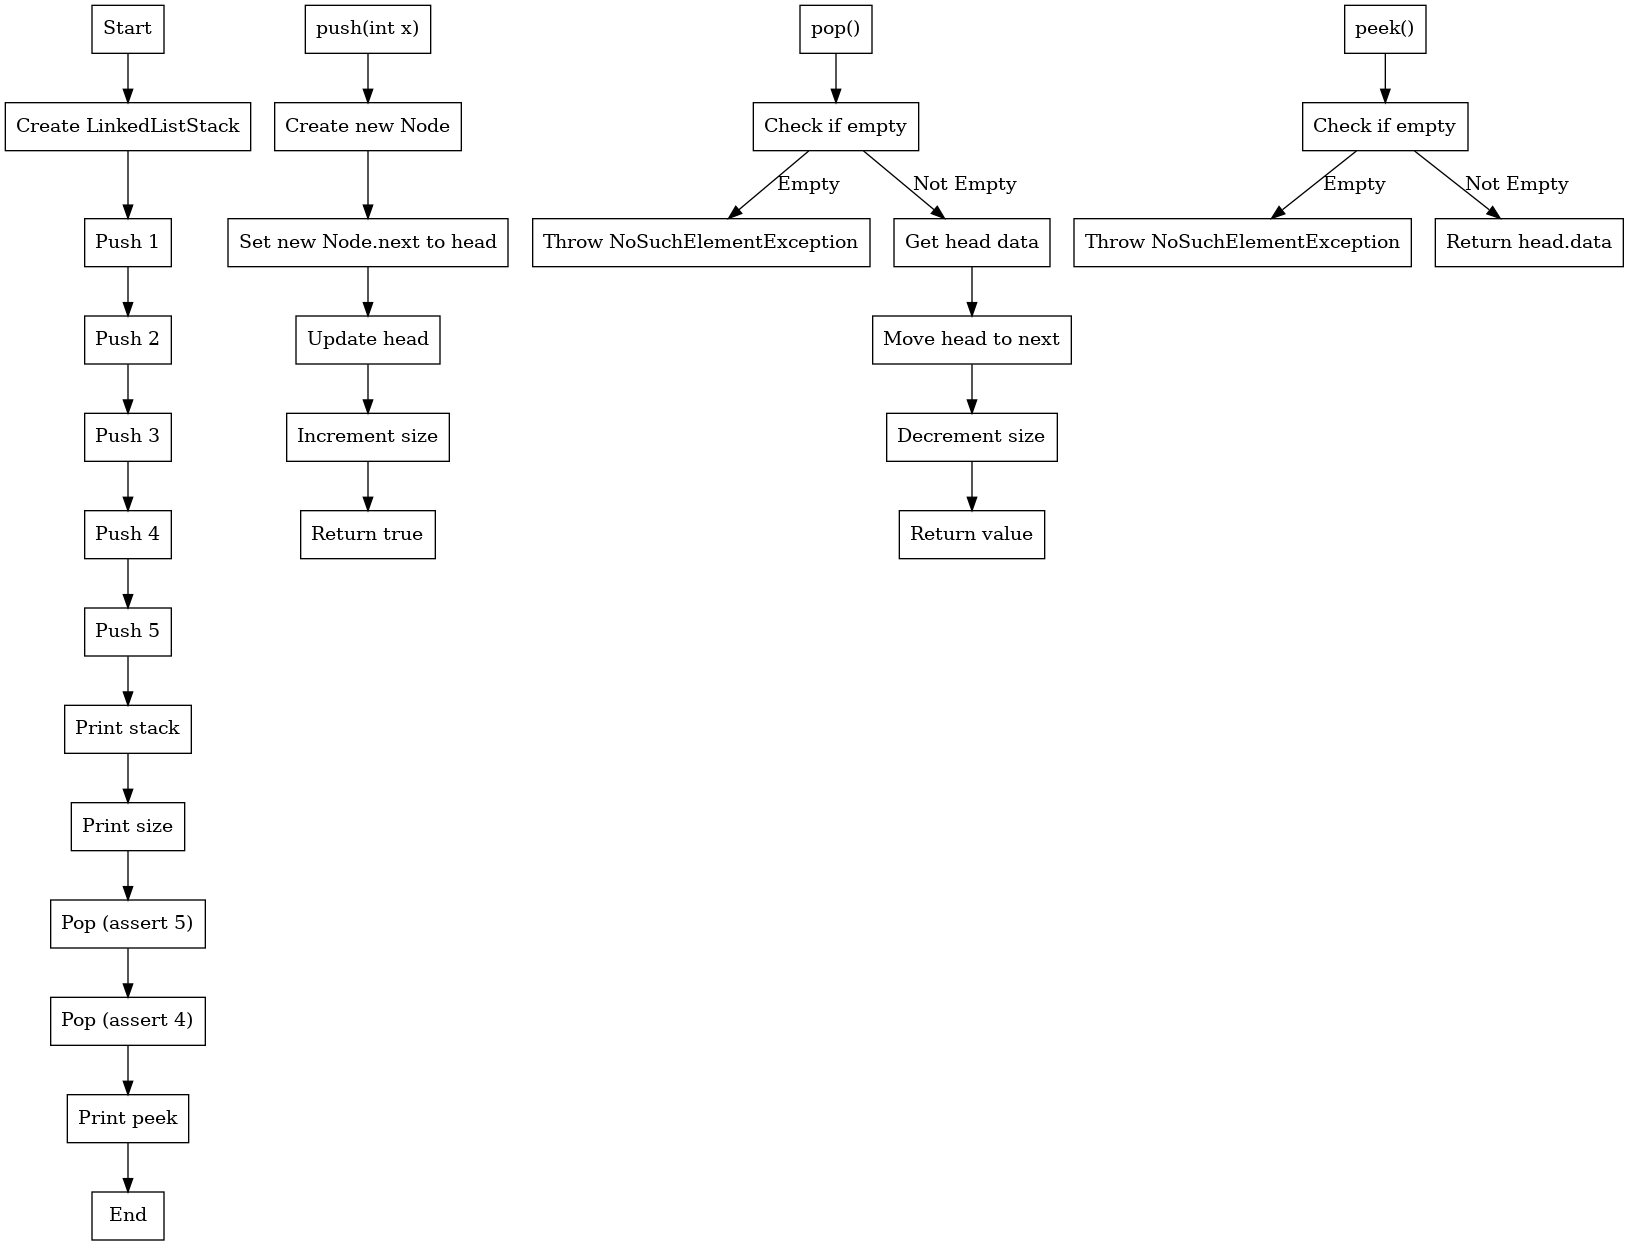 Start
Create LinkedListStack
Push 1
Push 2
Push 3
Push 4
Push 5
Print stack
Print size
Pop (assert 5)
Pop (assert 4)
Print peek
End
push(int x)
Create new Node
Set new Node.next to head
Update head
Increment size
Return true
pop()
Check if empty
Empty
Not Empty
Throw NoSuchElementException
Get head data
Move head to next
Decrement size
Return value
peek()
Check if empty
Empty
Not Empty
Throw NoSuchElementException
Return head.data